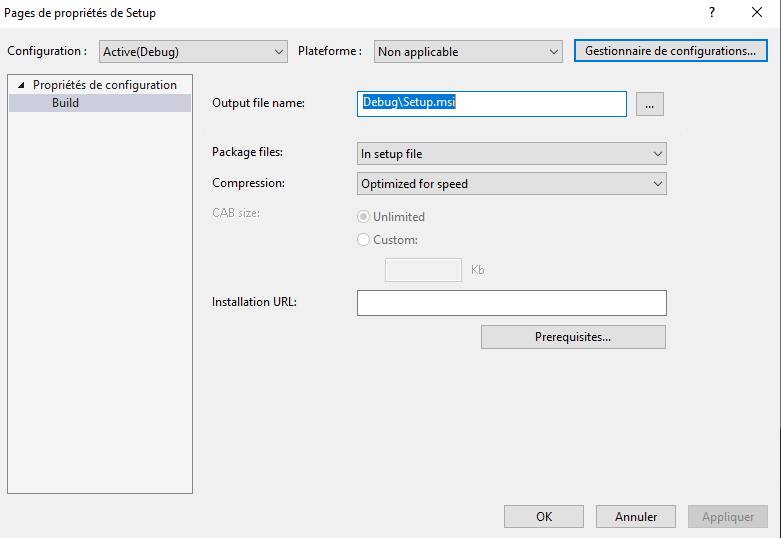 Pages de propriétés de Setup
?
Configuration : Active(Debug) Plateforme : Non applicable Gestionnaire de configurations...
Propriétés de configuration
Build
Output file name: Debug\Setup.msi ...
Package files: In setup file
Compression: Optimized for speed
CAB size: Unlimited
Custom:
Kb
Installation URL:
Prerequisites...
OK Annuler Appliquer